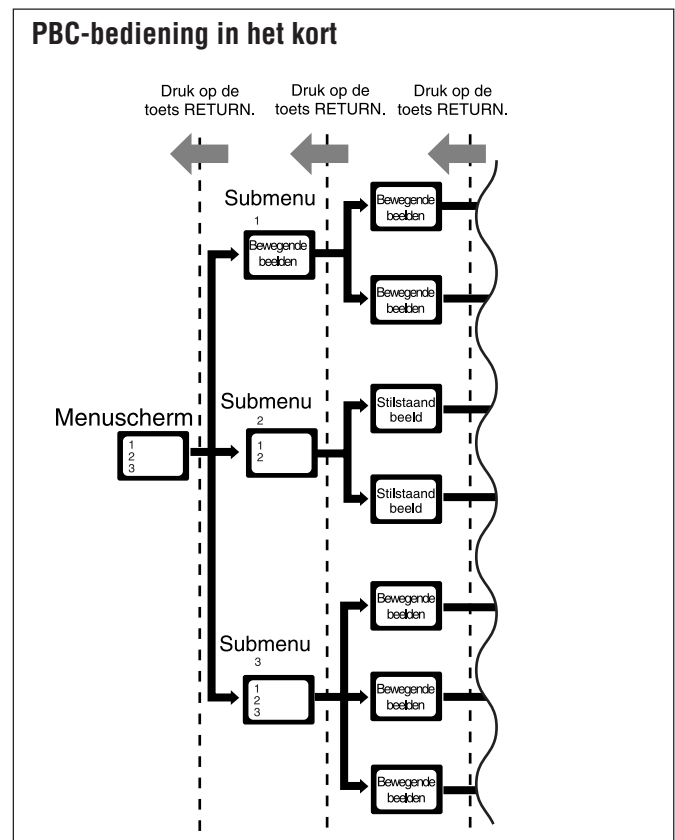 PBC-bediening in het kort
Druk op de
toets RETURN.
Druk op de
toets RETURN.
Druk op de
toets RETURN.
Submenu
1
Bewegende
beelden
Bewegende
beelden
Bewegende
beelden
Menuscherm
1
2
3
Submenu
2
1
2
Stilstaand
beeld
Stilstaand
beeld
Submenu
3
1
2
3
Bewegende
beelden
Bewegende
beelden
Bewegende
beelden